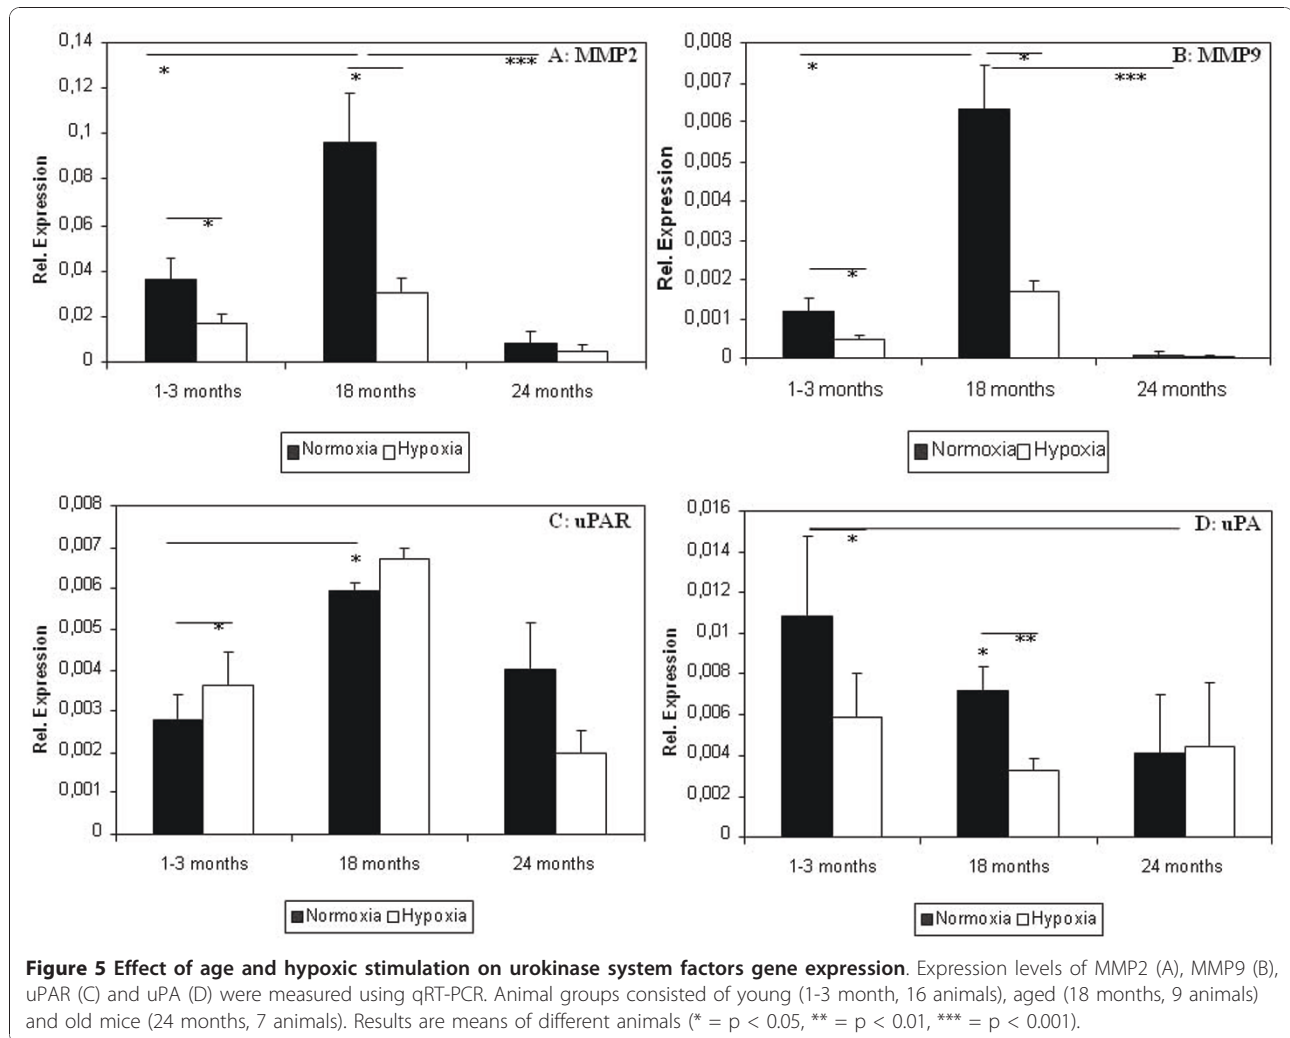 A: MMP2
0,14
0,12
0,1
0,08
0,06
0,04
0,02
0
Rel. Expression
*
*
*
***
1-3 months 18 months 24 months
Normoxia Hypoxia
B: MMP9
0,008
0,007
0,006
0,005
0,004
0,003
0,002
0,001
0
Rel. Expression
*
*
*
***
1-3 months 18 months 24 months
Normoxia Hypoxia
C: uPAR
0,008
0,007
0,006
0,005
0,004
0,003
0,002
0,001
0
Rel. Expression
*
*
1-3 months 18 months 24 months
Normoxia Hypoxia
D: uPA
0,016
0,014
0,012
0,01
0,008
0,006
0,004
0,002
0
Rel. Expression
*
*
**
1-3 months 18 months 24 months
Normoxia Hypoxia
Figure 5 Effect of age and hypoxic stimulation on urokinase system factors gene expression. Expression levels of MMP2 (A), MMP9 (B),
uPAR (C) and uPA (D) were measured using qRT-PCR. Animal groups consisted of young (1-3 month, 16 animals), aged (18 months, 9 animals)
and old mice (24 months, 7 animals). Results are means of different animals (* = p < 0.05, ** = p < 0.01, *** = p < 0.001).